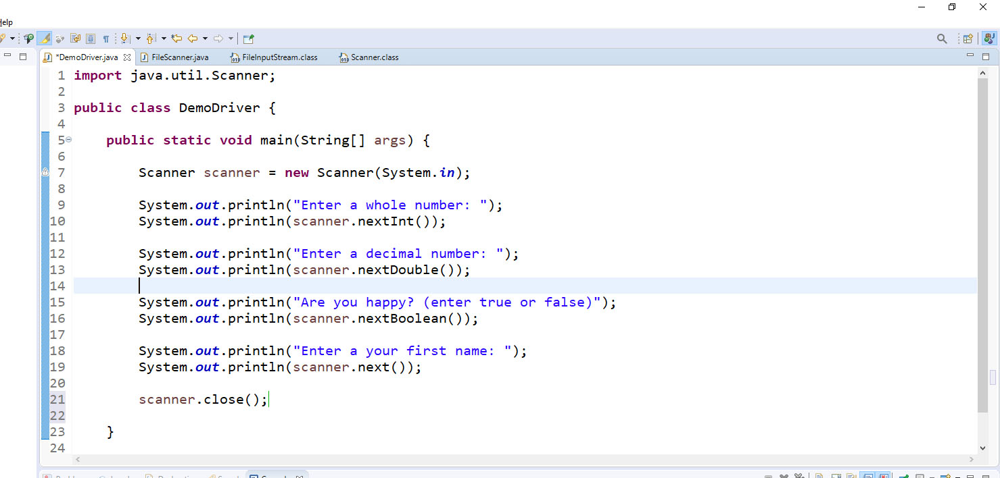 Help
*DemoDriver.java FileScanner.java FileInputStream.class Scanner.class
1 import java.util.Scanner;
2
3 public class DemoDriver {
4
5 public static void main(String[] args) {
6
7 Scanner scanner = new Scanner(System.in);
8
9 System.out.println("Enter a whole number: ");
10 System.out.println(scanner.nextInt());
11
12 System.out.println("Enter a decimal number: ");
13 System.out.println(scanner.nextDouble());
14
15 System.out.println("Are you happy? (enter true or false)");
16 System.out.println(scanner.nextBoolean());
17
18 System.out.println("Enter a your first name: ");
19 System.out.println(scanner.next());
20
21 scanner.close();
22
23 }
24